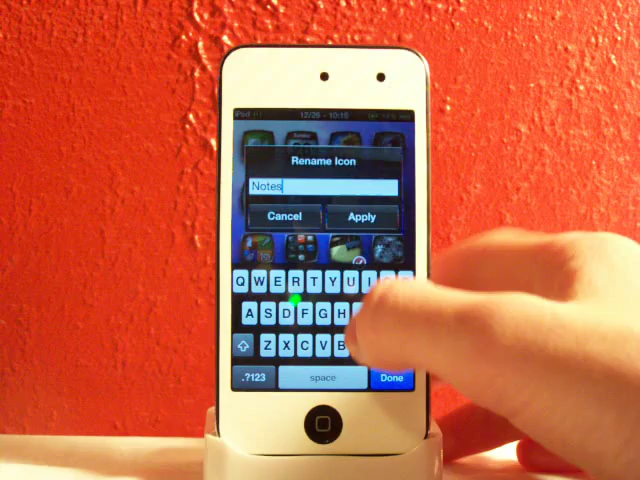 iPod 12/26 - 10:16
Rename Icon
Notes
Cancel Apply
Q W E R T Y U I
A S D F G H
Z X C V B
.?123 space Done